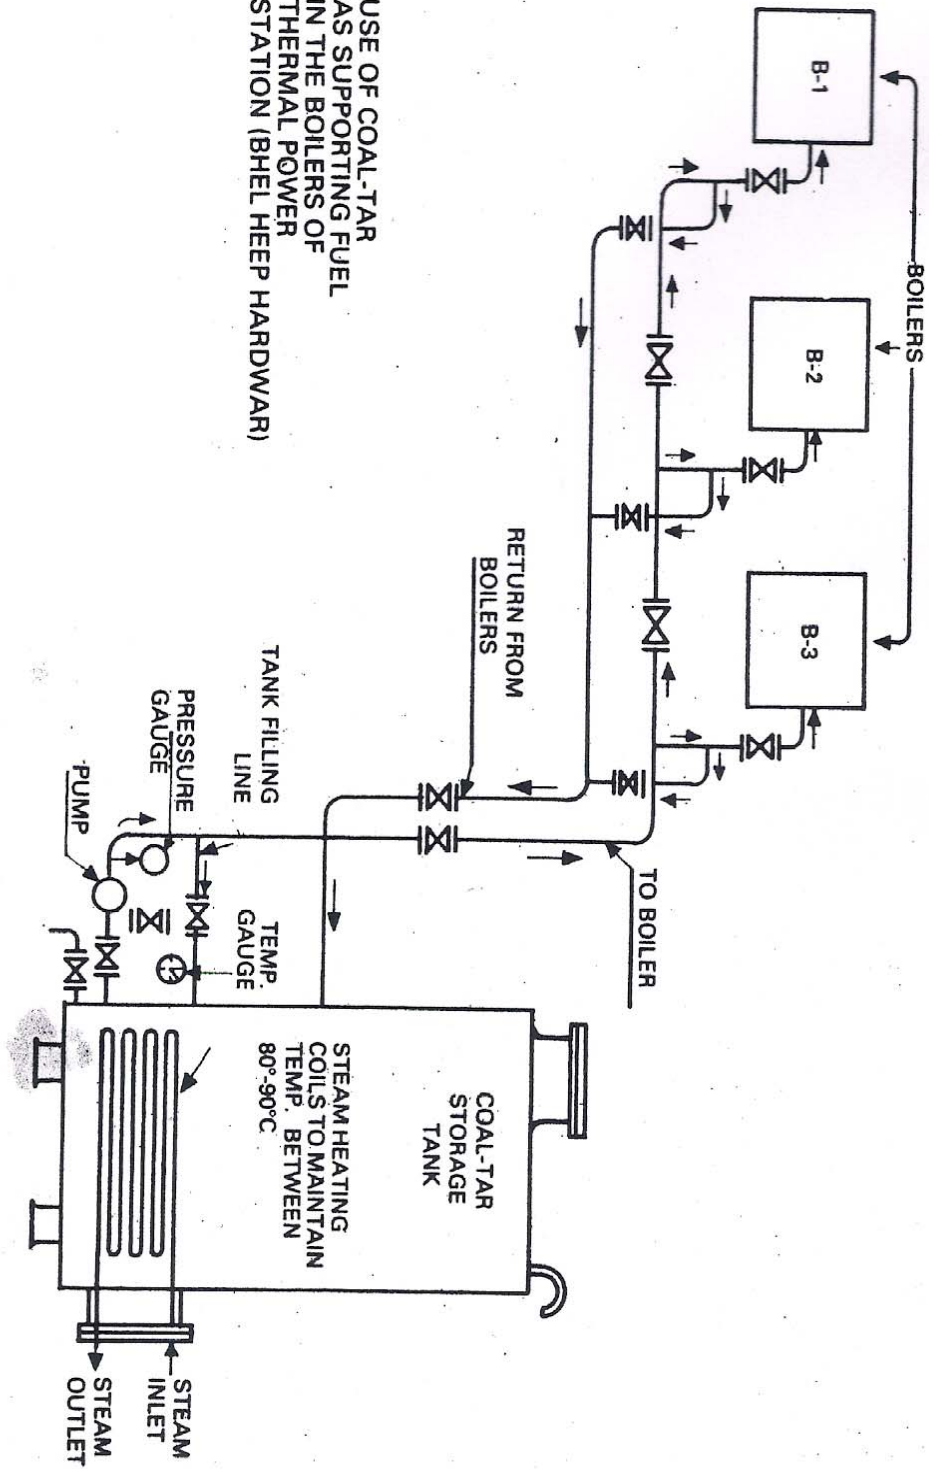 BOILERS
B-1
B-2
B-3
USE OF COAL-TAR
AS SUPPORTING FUEL
IN THE BOILERS OF
THERMAL POWER
STATION (BHEL HEEP HARDWAR)
RETURN FROM
BOILERS
TO BOILER
TANK FILLING
LINE
PRESSURE
GAUGE
PUMP
TEMP.
GAUGE
COAL-TAR
STORAGE
TANK
STEAM HEATING
COILS TO MAINTAIN
TEMP. BETWEEN
80°-90°C
STEAM
INLET
STEAM
OUTLET